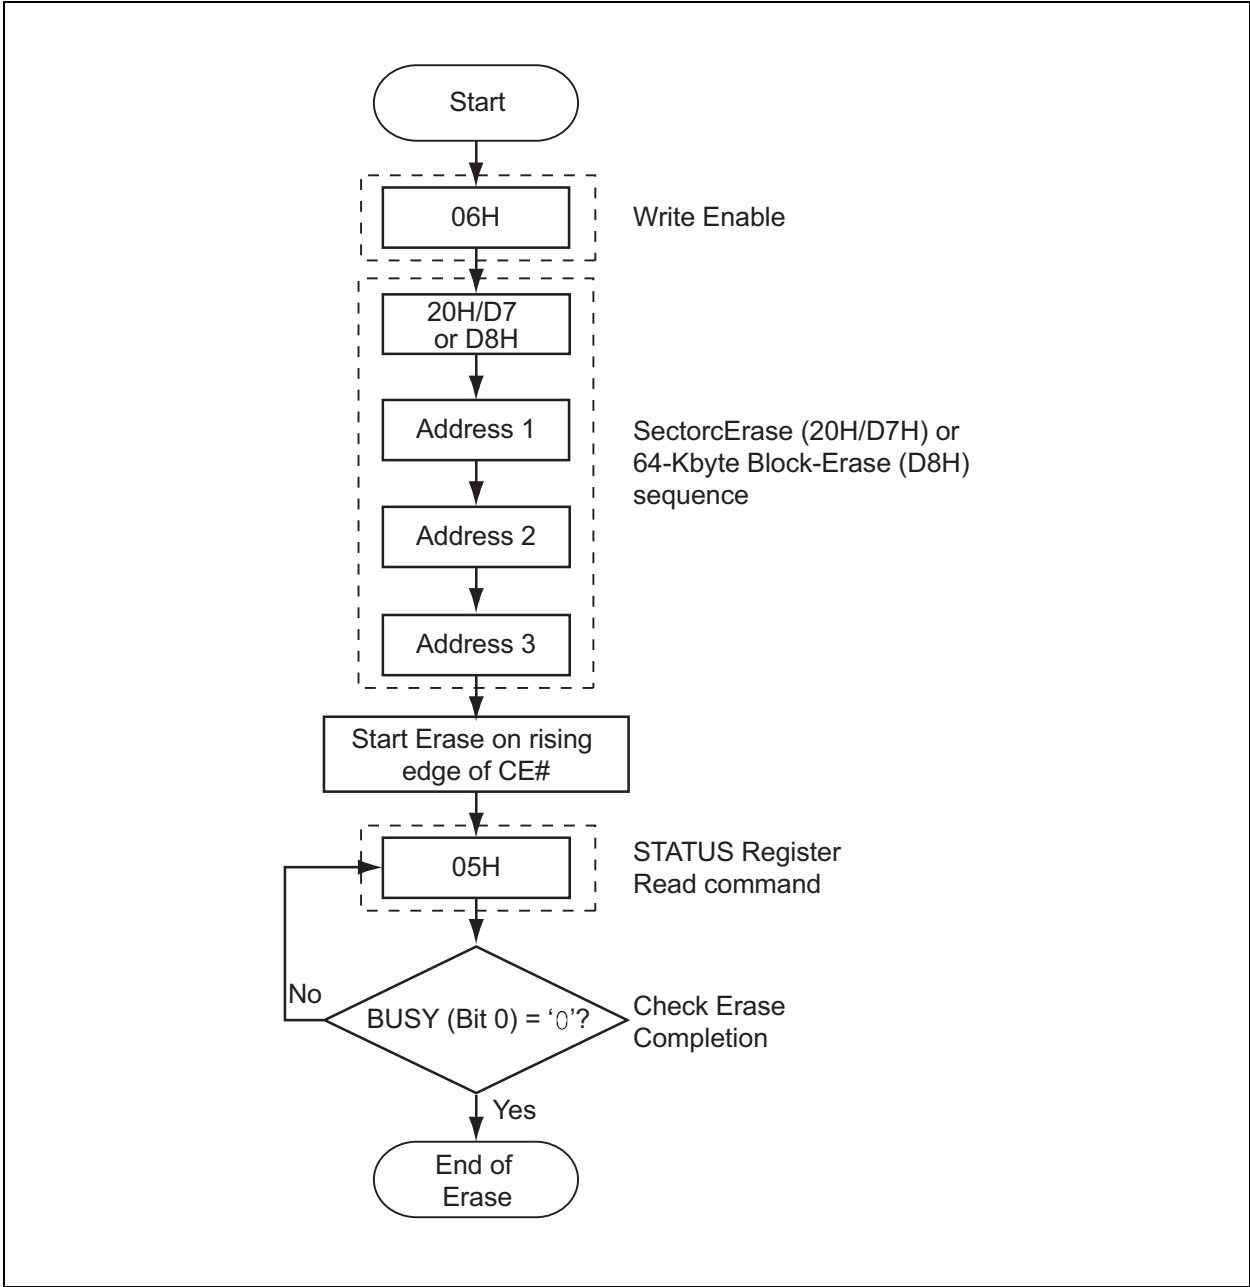 Start
06H
Write Enable
20H/D7
or D8H
Address 1
SectorcErase (20H/D7H) or
64-Kbyte Block-Erase (D8H)
sequence
Address 2
Address 3
Start Erase on rising
edge of CE#
05H
STATUS Register
Read command
No
BUSY (Bit 0) = ‘0’?
Check Erase
Completion
Yes
End of
Erase